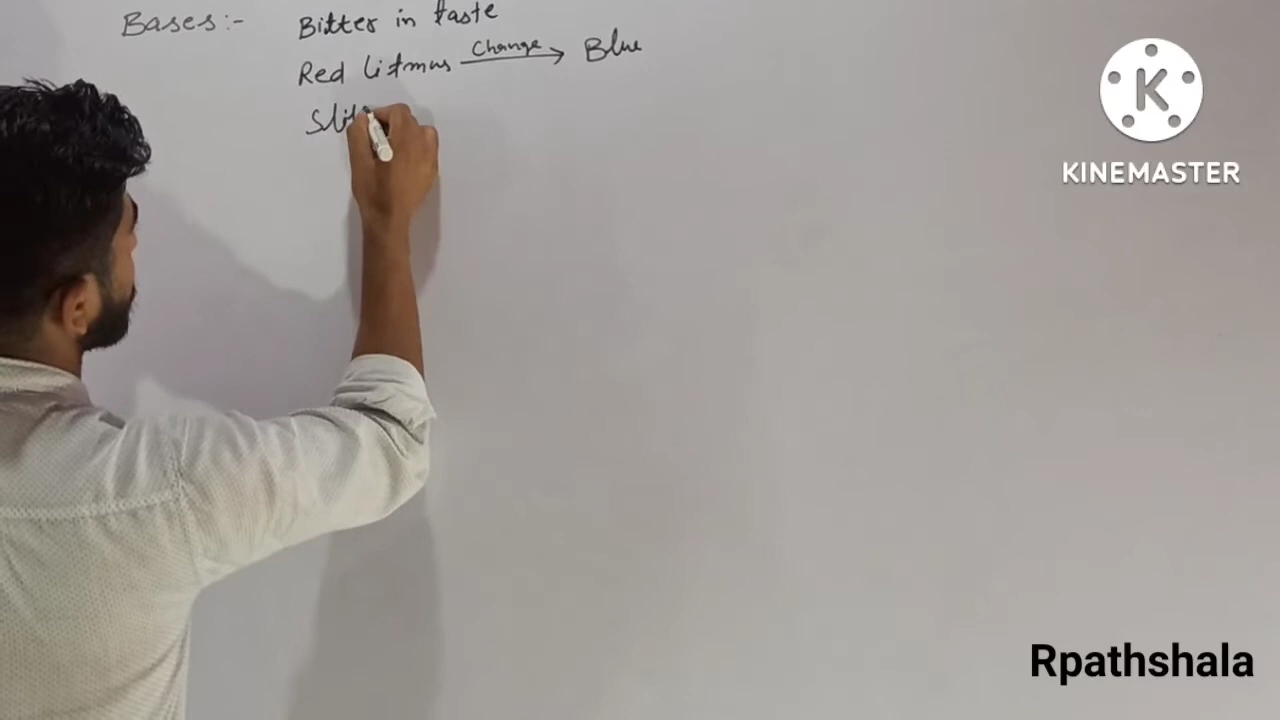 Bases:- Bitter in taste
Red Litmus Change → Blue
K
KINEMASTER
Rpathshala